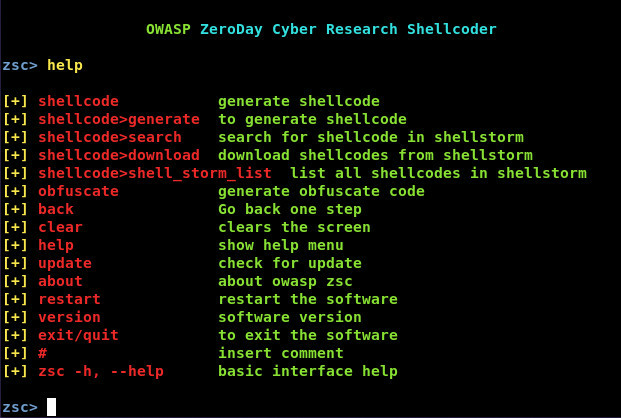 OWASP ZeroDay Cyber Research Shellcoder
zsc> help
[+] shellcode generate shellcode
[+] shellcode>generate to generate shellcode
[+] shellcode>search search for shellcode in shellstorm
[+] shellcode>download download shellcodes from shellstorm
[+] shellcode>shell_storm_list list all shellcodes in shellstorm
[+] obfuscate generate obfuscate code
[+] back Go back one step
[+] clear clears the screen
[+] help show help menu
[+] update check for update
[+] about about owasp zsc
[+] restart restart the software
[+] version software version
[+] exit/quit to exit the software
[+] # insert comment
[+] zsc -h, --help basic interface help
zsc>